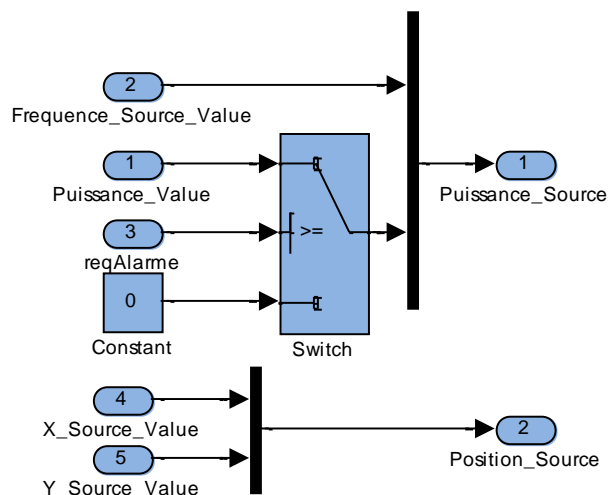 2
Frequence_Source_Value
1
Puissance_Value
3
reqAlarme
0
Constant
>=
Switch
1
Puissance_Source
4
X_Source_Value
5
Y_Source_Value
2
Position_Source